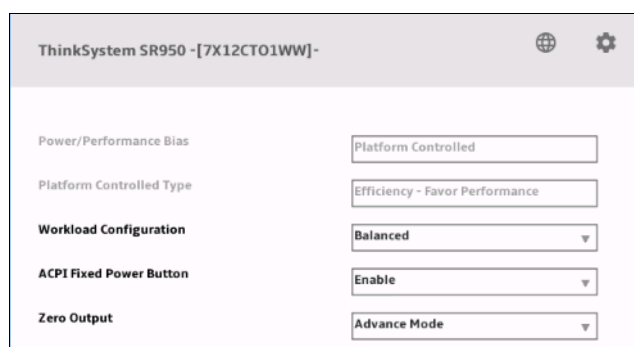 ThinkSystem SR950 -[7X12CTO1WW]-
Power/Performance Bias
Platform Controlled
Platform Controlled Type
Efficiency - Favor Performance
Workload Configuration
Balanced
ACPI Fixed Power Button
Enable
Zero Output
Advance Mode